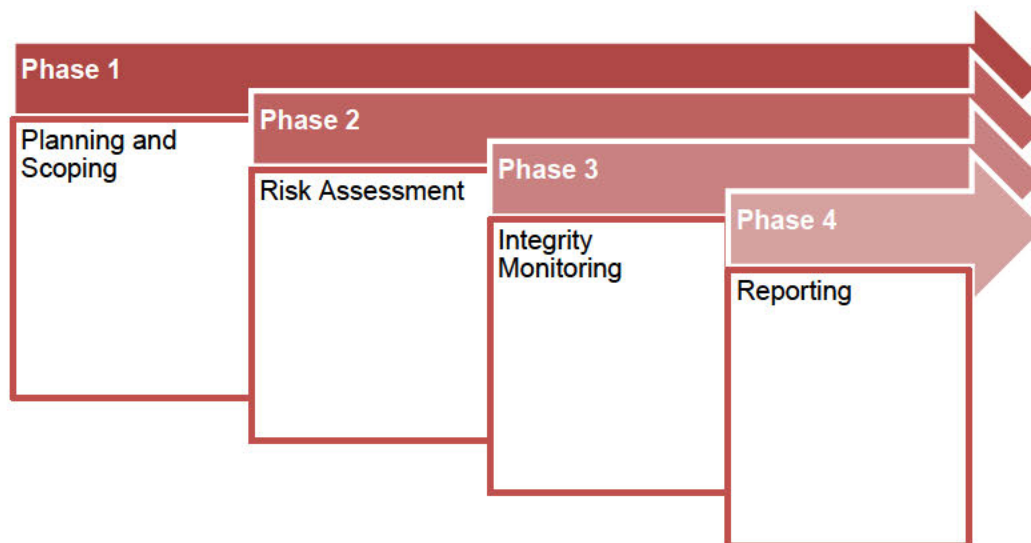 Phase 1
Planning and
Scoping
Phase 2
Risk Assessment
Phase 3
Integrity
Monitoring
Phase 4
Reporting